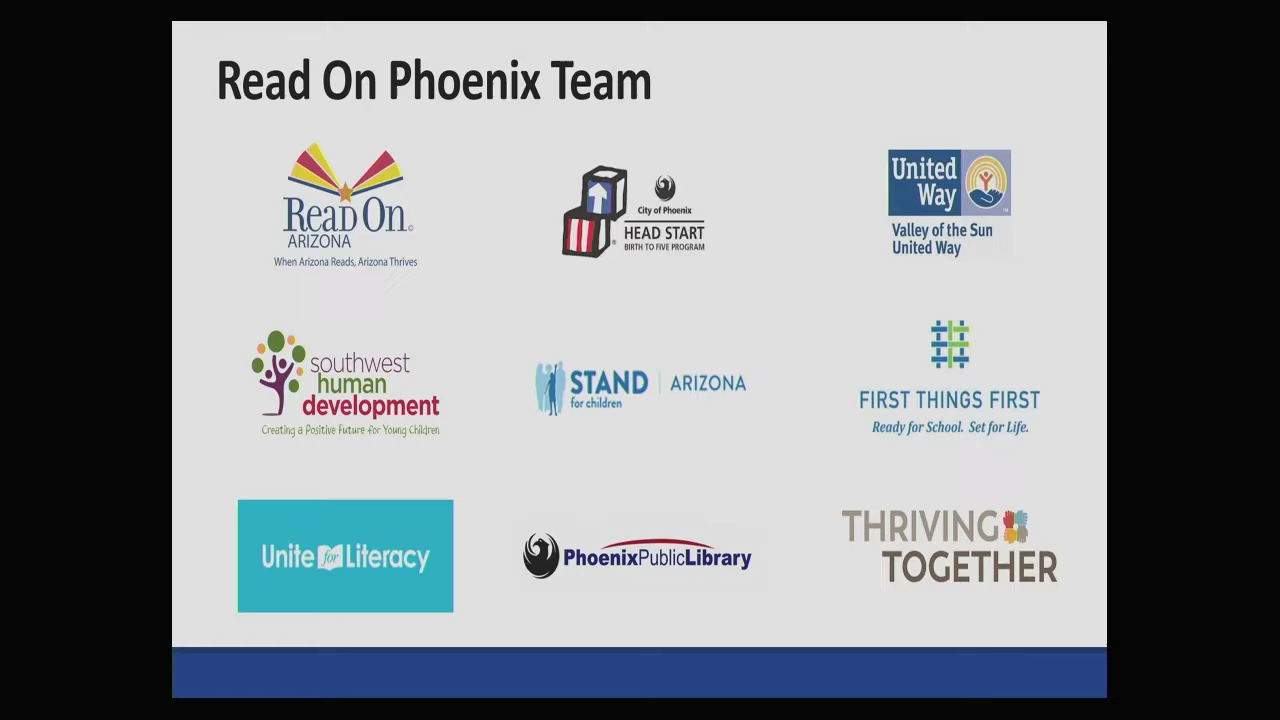 Read On Phoenix Team
READ ON
©
ARIZONA
When Arizona Reads, Arizona Thrives
City of Phoenix
HEAD START
®
BIRTH TO FIVE PROGRAM
United
Way
Valley of the Sun
United Way
southwest
human
development
Creating a Positive Future for Young Children
STAND
for children
ARIZONA
FIRST THINGS FIRST
Ready for School. Set for Life.
Unite for Literacy
PhoenixPublicLibrary
THRIVING
TOGETHER